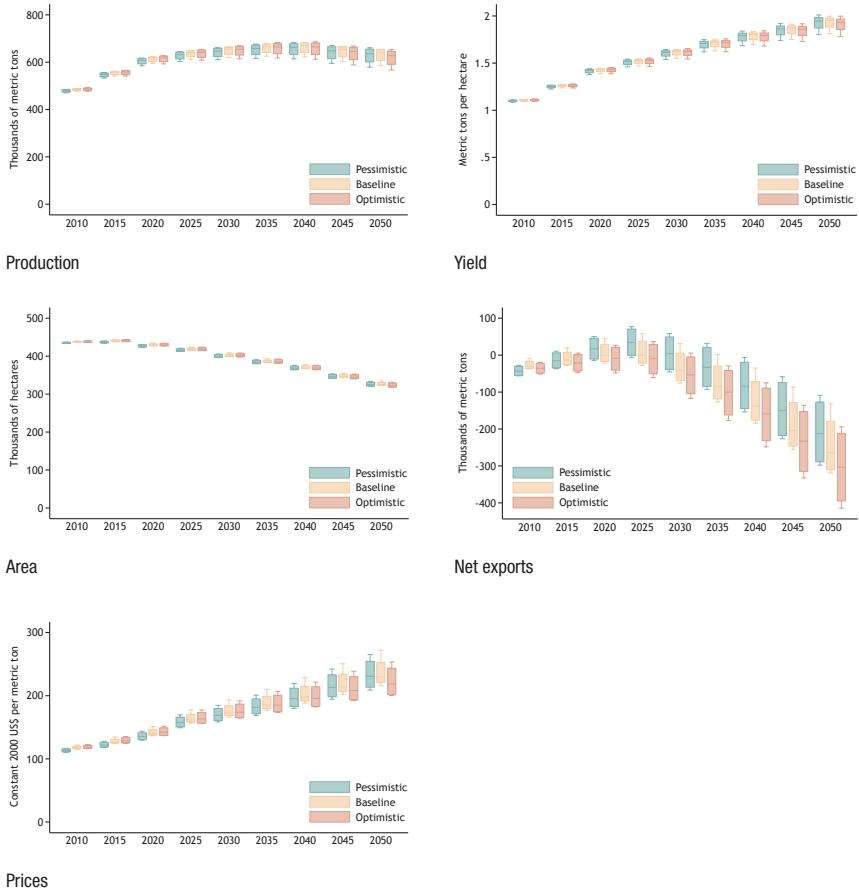 Thousands of metric tons
800
600
400
200
0
Pessimistic
Baseline
Optimistic
2010 2015 2020 2025 2030 2035 2040 2045 2050
Production
Metric tons per hectare
2
1.5
1
.5
0
Pessimistic
Baseline
Optimistic
2010 2015 2020 2025 2030 2035 2040 2045 2050
Yield
Thousands of hectares
500
400
300
200
100
0
Pessimistic
Baseline
Optimistic
2010 2015 2020 2025 2030 2035 2040 2045 2050
Area
Thousands of metric tons
100
0
-100
-200
-300
-400
Pessimistic
Baseline
Optimistic
2010 2015 2020 2025 2030 2035 2040 2045 2050
Net exports
Constant 2000 US$ per metric ton
300
200
100
0
Pessimistic
Baseline
Optimistic
2010 2015 2020 2025 2030 2035 2040 2045 2050
Prices